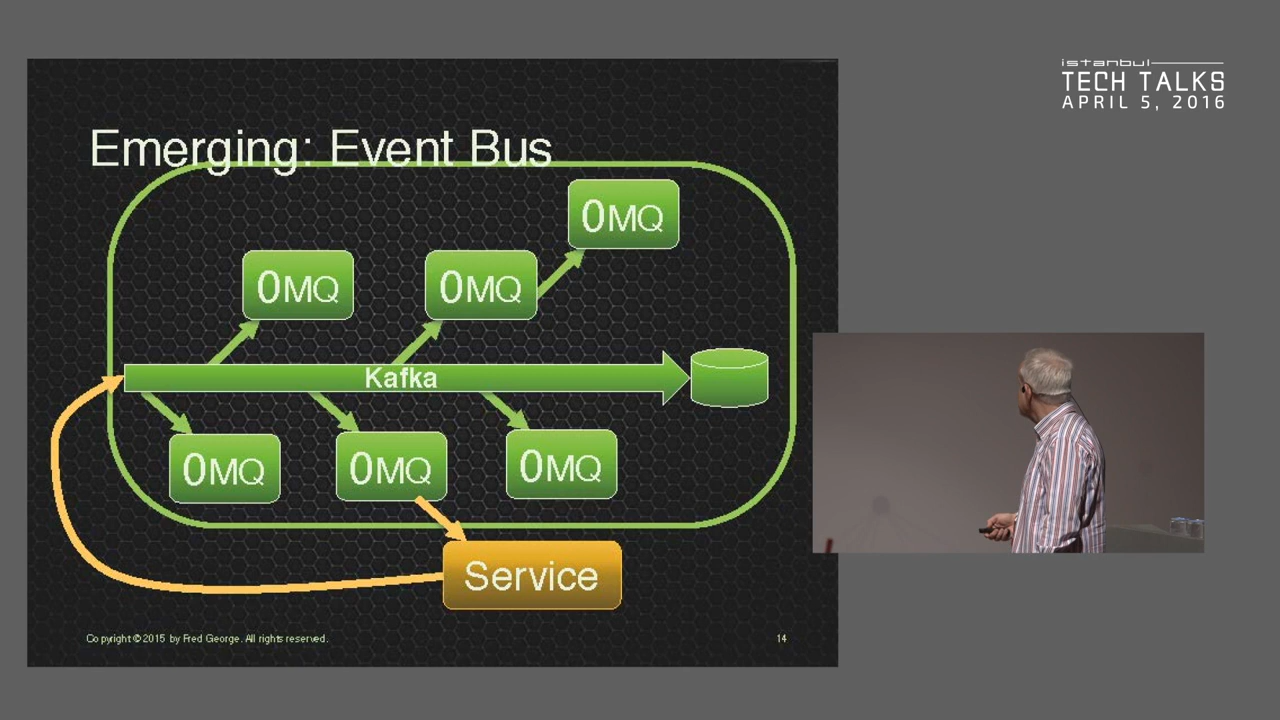 istanbul
TECH TALKS
APRIL 5, 2016
Emerging: Event Bus
0MQ
0MQ
0MQ
Kafka
0MQ
0MQ
0MQ
Service
Copyright © 2015 by Fred George. All rights reserved.
14